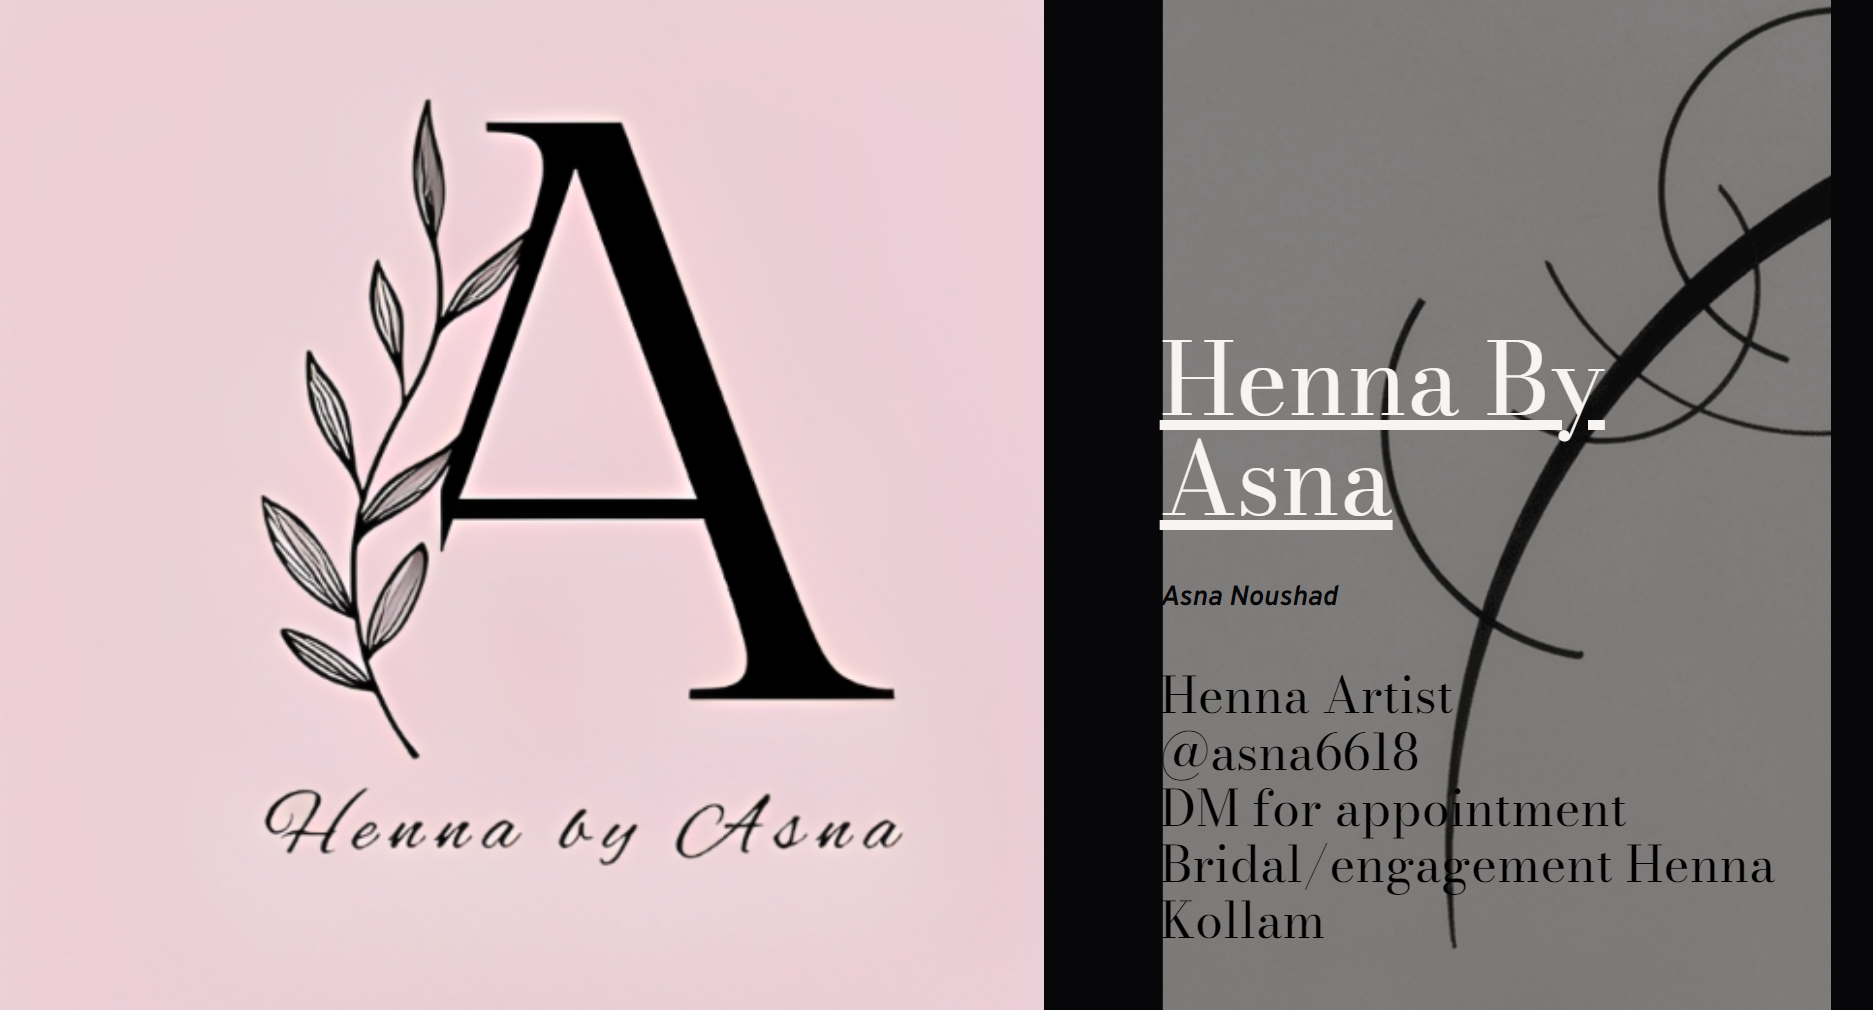 A
Henna by Asna
Henna By
Asna
Asna Noushad
Henna Artist
@asna6618
DM for appointment
Bridal/engagement Henna
Kollam